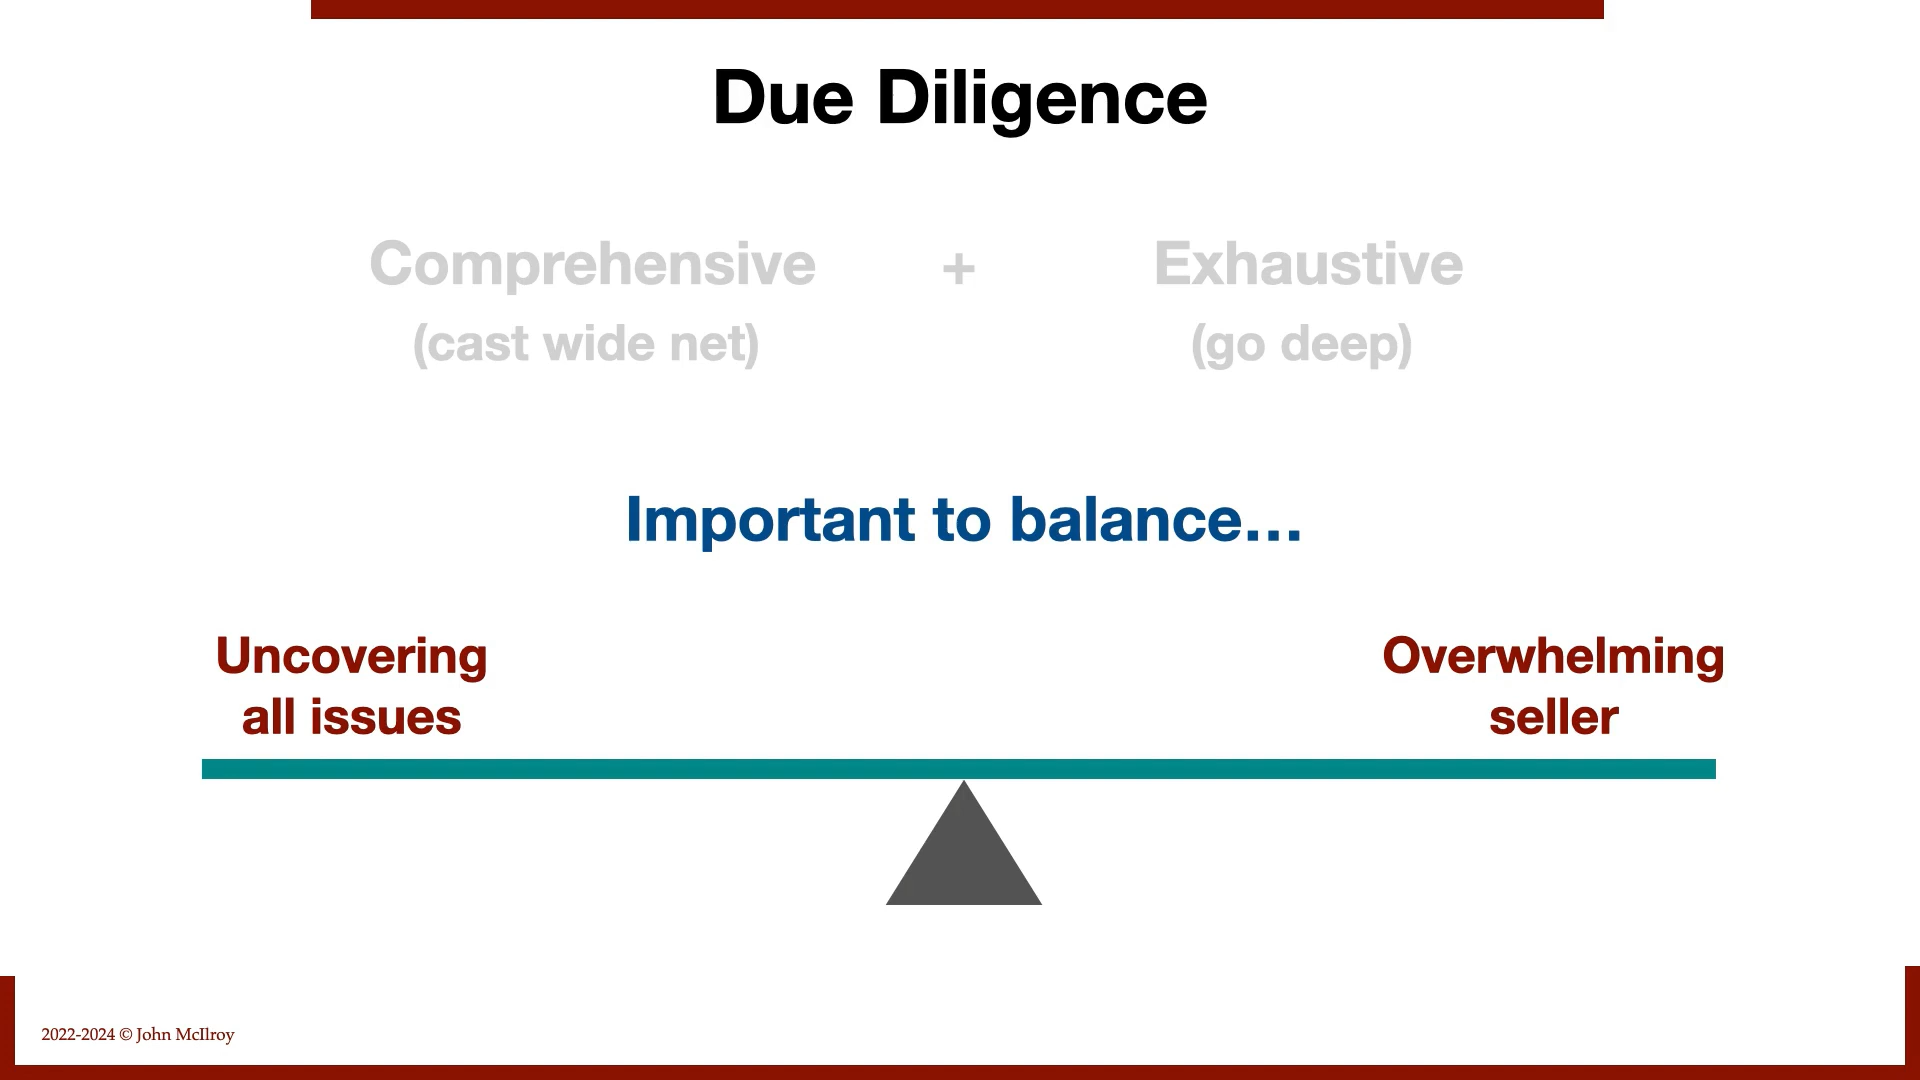 Due Diligence
Comprehensive + Exhaustive
(cast wide net) (go deep)
Important to balance…
Uncovering
all issues
Overwhelming
seller
2022-2024 © John McIlroy